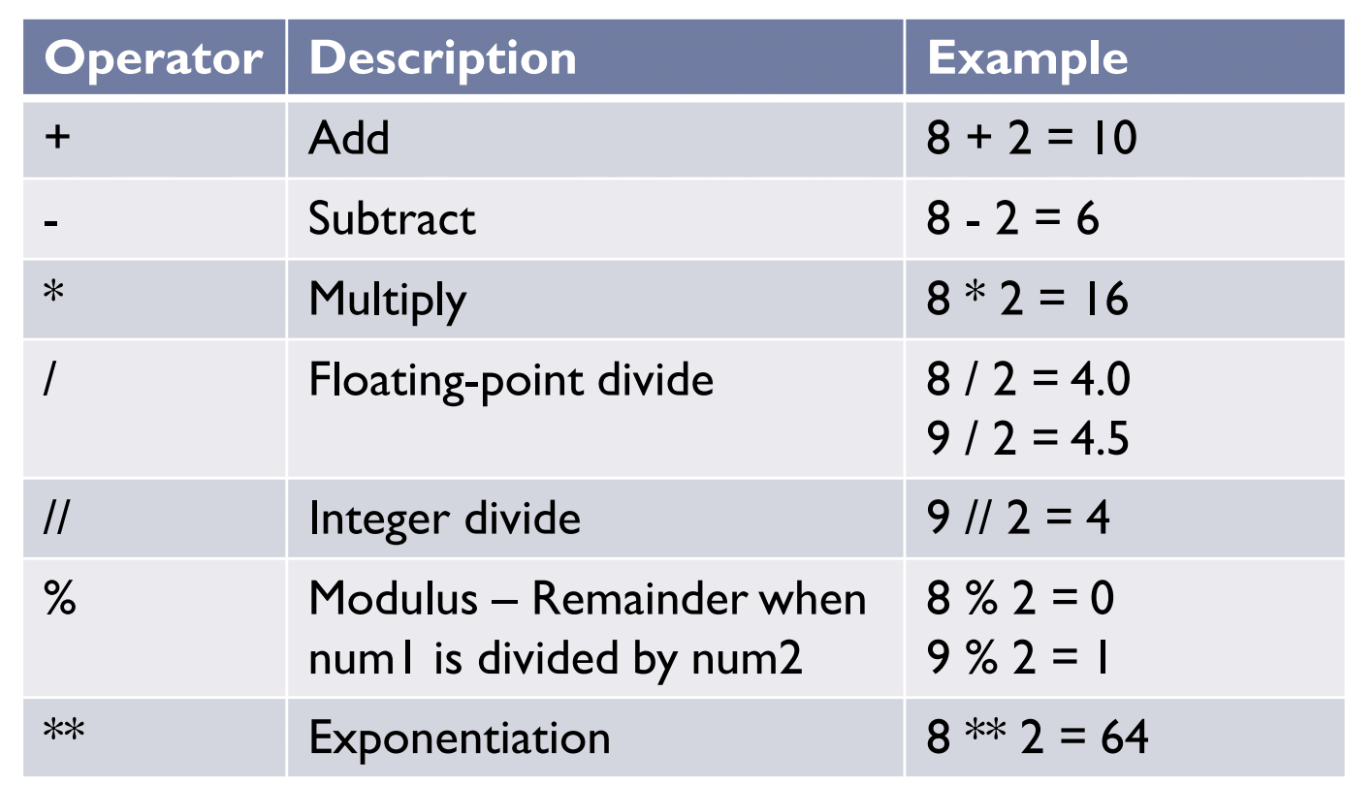 Operator Description Example
+ Add 8 + 2 = 10
- Subtract 8 - 2 = 6
* Multiply 8 * 2 = 16
/ Floating-point divide 8 / 2 = 4.0
9 / 2 = 4.5
// Integer divide 9 // 2 = 4
% Modulus – Remainder when 8 % 2 = 0
num1 is divided by num2 9 % 2 = 1
** Exponentiation 8 ** 2 = 64